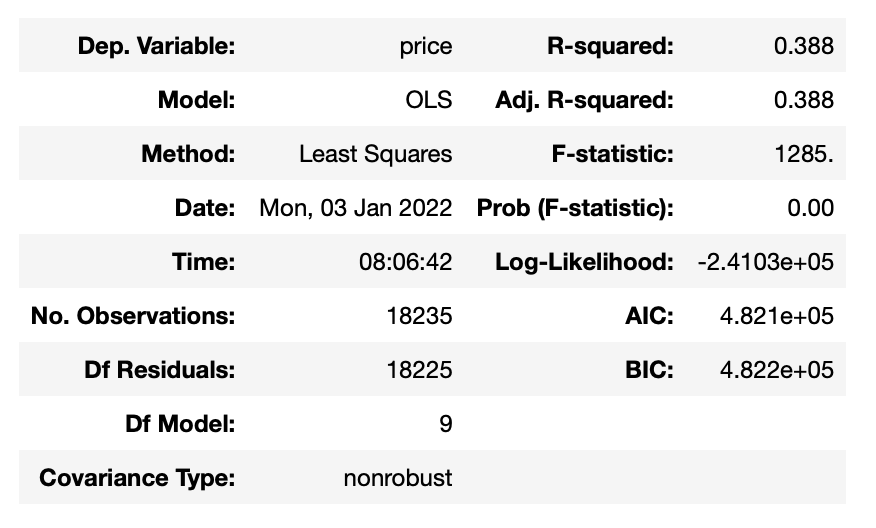 Dep. Variable: price R-squared: 0.388
Model: OLS Adj. R-squared: 0.388
Method: Least Squares F-statistic: 1285.
Date: Mon, 03 Jan 2022 Prob (F-statistic): 0.00
Time: 08:06:42 Log-Likelihood: -2.4103e+05
No. Observations: 18235 AIC: 4.821e+05
Df Residuals: 18225 BIC: 4.822e+05
Df Model: 9
Covariance Type: nonrobust